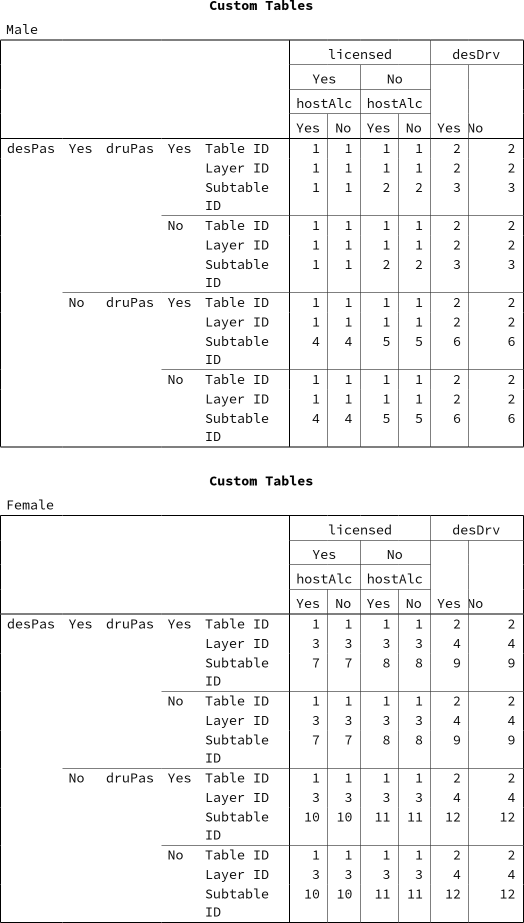 Custom Tables
Male
licensed desDrv
Yes No
hostAlc hostAlc
Yes No Yes No Yes No
desPas Yes druPas Yes Table ID 1 1 1 1 2 2
Layer ID 1 1 1 1 2 2
Subtable 1 1 2 2 3 3
ID
No Table ID 1 1 1 1 2 2
Layer ID 1 1 1 1 2 2
Subtable 1 1 2 2 3 3
ID
No druPas Yes Table ID 1 1 1 1 2 2
Layer ID 1 1 1 1 2 2
Subtable 4 4 5 5 6 6
ID
No Table ID 1 1 1 1 2 2
Layer ID 1 1 1 1 2 2
Subtable 4 4 5 5 6 6
ID
Custom Tables
Female
licensed desDrv
Yes No
hostAlc hostAlc
Yes No Yes No Yes No
desPas Yes druPas Yes Table ID 1 1 1 1 2 2
Layer ID 3 3 3 3 4 4
Subtable 7 7 8 8 9 9
ID
No Table ID 1 1 1 1 2 2
Layer ID 3 3 3 3 4 4
Subtable 7 7 8 8 9 9
ID
No druPas Yes Table ID 1 1 1 1 2 2
Layer ID 3 3 3 3 4 4
Subtable 10 10 11 11 12 12
ID
No Table ID 1 1 1 1 2 2
Layer ID 3 3 3 3 4 4
Subtable 10 10 11 11 12 12
ID